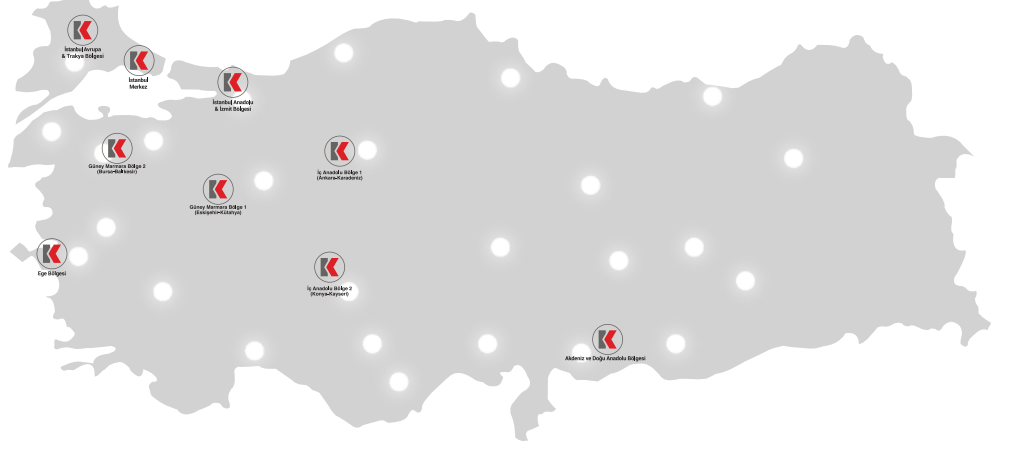 İstanbul Avrupa
& Trakya Bölgesi
İstanbul
Merkez
İstanbul Anadolu
& İzmit Bölgesi
Güney Marmara Bölge 2
(Bursa-Balıkesir)
İç Anadolu Bölge 1
(Ankara-Karadeniz)
Güney Marmara Bölge 1
(Eskişehir-Kütahya)
Ege Bölgesi
İç Anadolu Bölge 2
(Konya-Kayseri)
Akdeniz ve Doğu Anadolu Bölgesi